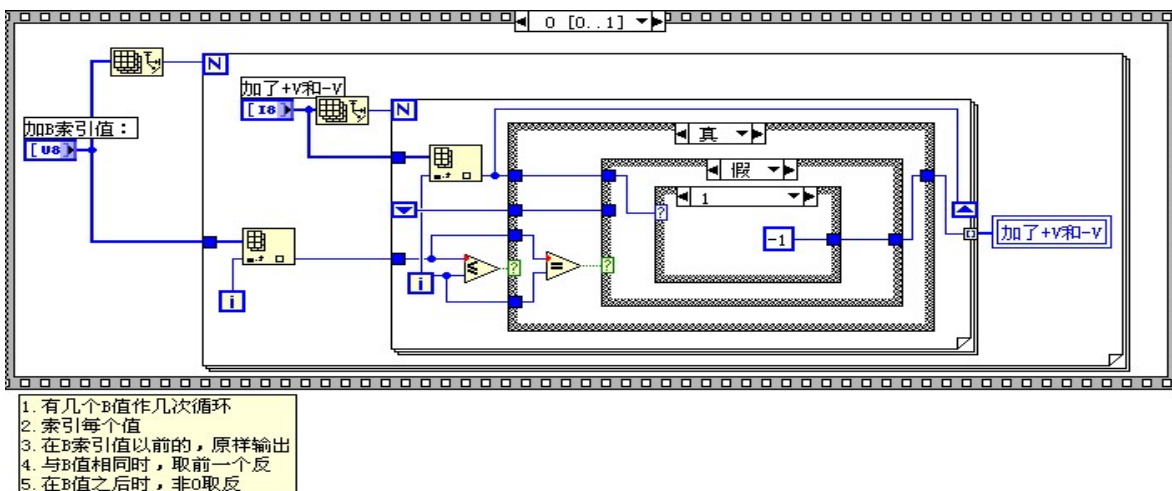 0 [0..1]
N
加了+V和-V
[I8]
N
加B索引值：
[U8]
真
假
1
?
?
?
-1
加了+V和-V
≤
=
i
i
1. 有几个B值作几次循环
2. 索引每个值
3. 在B索引值以前的，原样输出
4. 与B值相同时，取前一个反
5. 在B值之后时，非0取反